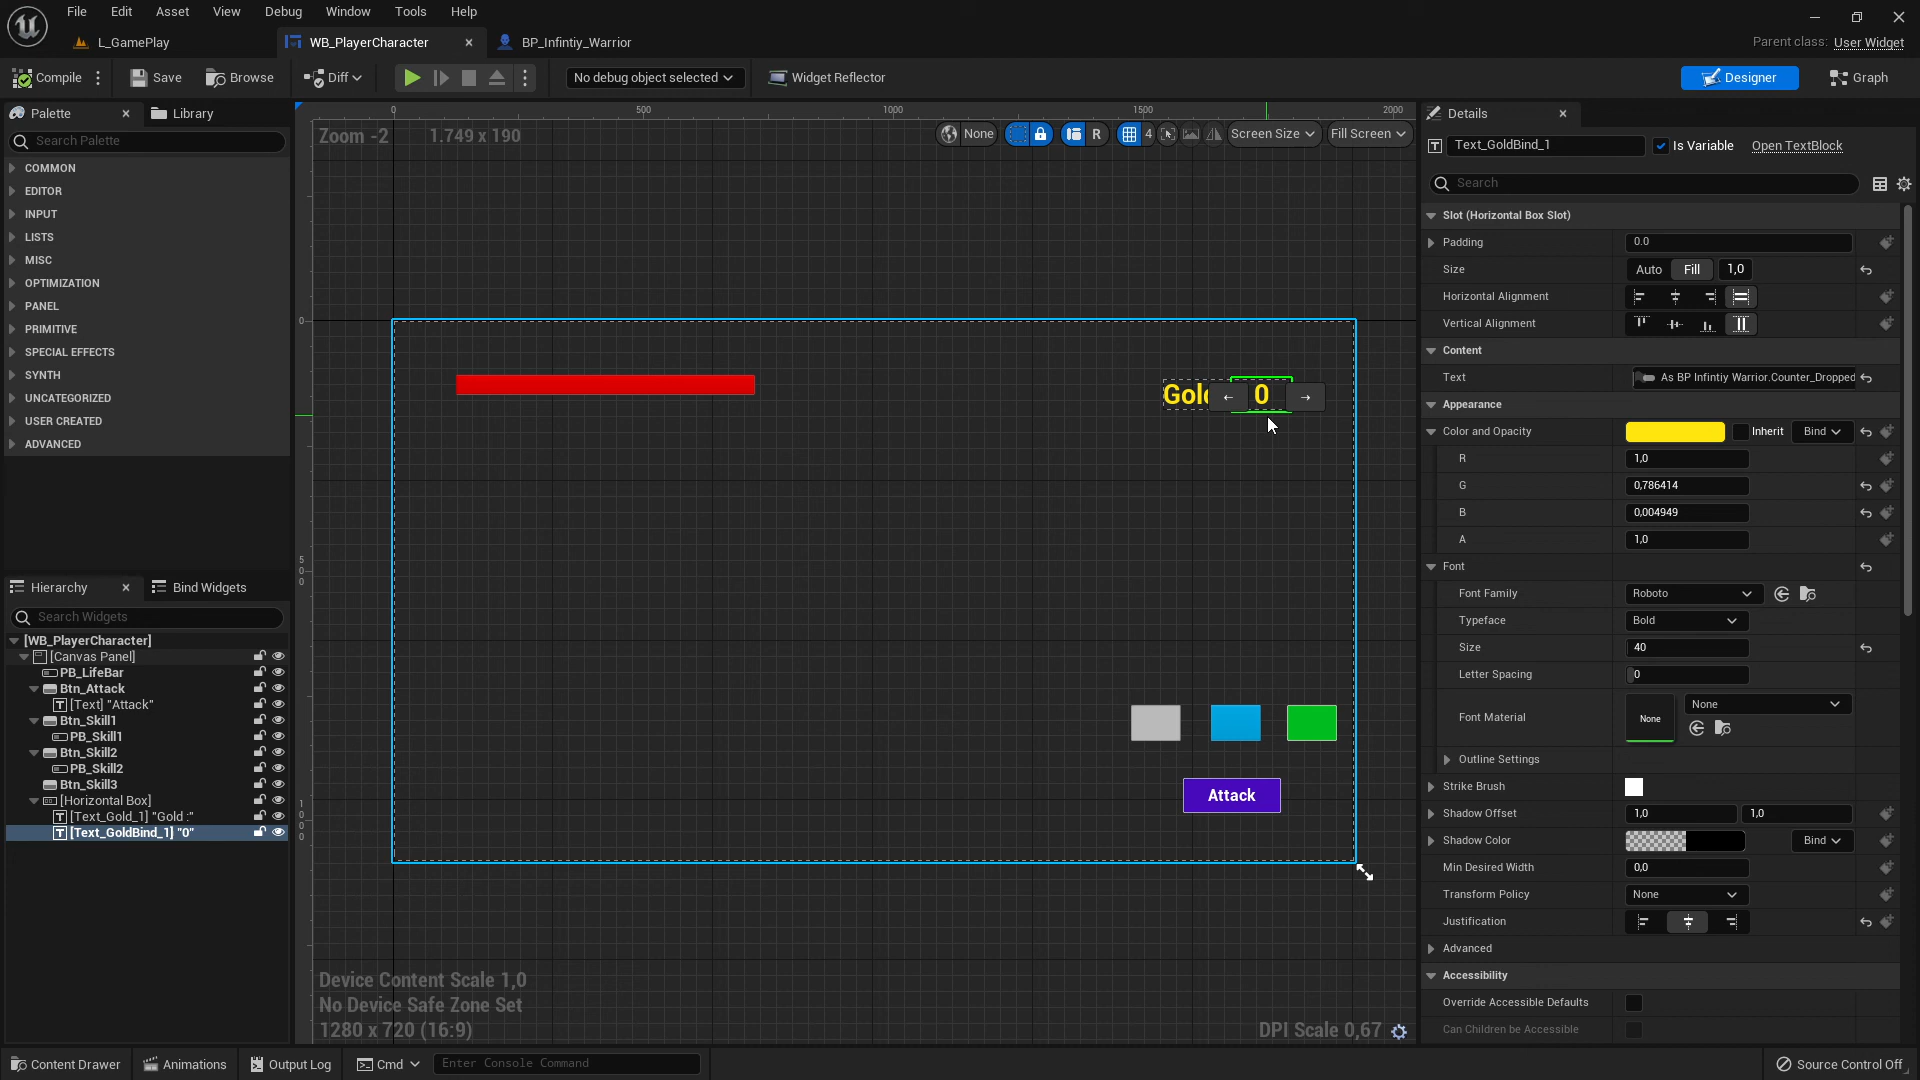 File Edit Asset View Debug Window Tools Help
L_GamePlay
WB_PlayerCharacter
BP_Infintiy_Warrior
Parent class: User Widget
Compile
Save
Browse
Diff
No debug object selected
Widget Reflector
Designer
Graph
Palette
Library
Search Palette
COMMON
EDITOR
INPUT
LISTS
MISC
OPTIMIZATION
PANEL
PRIMITIVE
SPECIAL EFFECTS
SYNTH
UNCATEGORIZED
USER CREATED
ADVANCED
Hierarchy
Bind Widgets
Search Widgets
[WB_PlayerCharacter]
[Canvas Panel]
PB_LifeBar
Btn_Attack
[Text] "Attack"
Btn_Skill1
PB_Skill1
Btn_Skill2
PB_Skill2
Btn_Skill3
[Horizontal Box]
[Text_Gold_1] "Gold :"
[Text_GoldBind_1] "0"
0 500 1000 1500 2000
Zoom -2
1.749 x 190
None
R
4
Screen Size
Fill Screen
0
500
1000
Gold
0
Attack
Device Content Scale 1,0
No Device Safe Zone Set
1280 x 720 (16:9)
DPI Scale 0,67
Details
Text_GoldBind_1
Is Variable
Open TextBlock
Search
Slot (Horizontal Box Slot)
Padding 0.0
Size Auto Fill 1,0
Horizontal Alignment
Vertical Alignment
Content
Text As BP Infintiy Warrior.Counter_Dropped
Appearance
Color and Opacity Inherit Bind
R 1,0
G 0,786414
B 0,004949
A 1,0
Font
Font Family Roboto
Typeface Bold
Size 40
Letter Spacing 0
Font Material None None
Outline Settings
Strike Brush
Shadow Offset 1,0 1,0
Shadow Color Bind
Min Desired Width 0,0
Transform Policy None
Justification
Advanced
Accessibility
Override Accessible Defaults
Can Children be Accessible
Content Drawer
Animations
Output Log
Cmd
Enter Console Command
Source Control Off